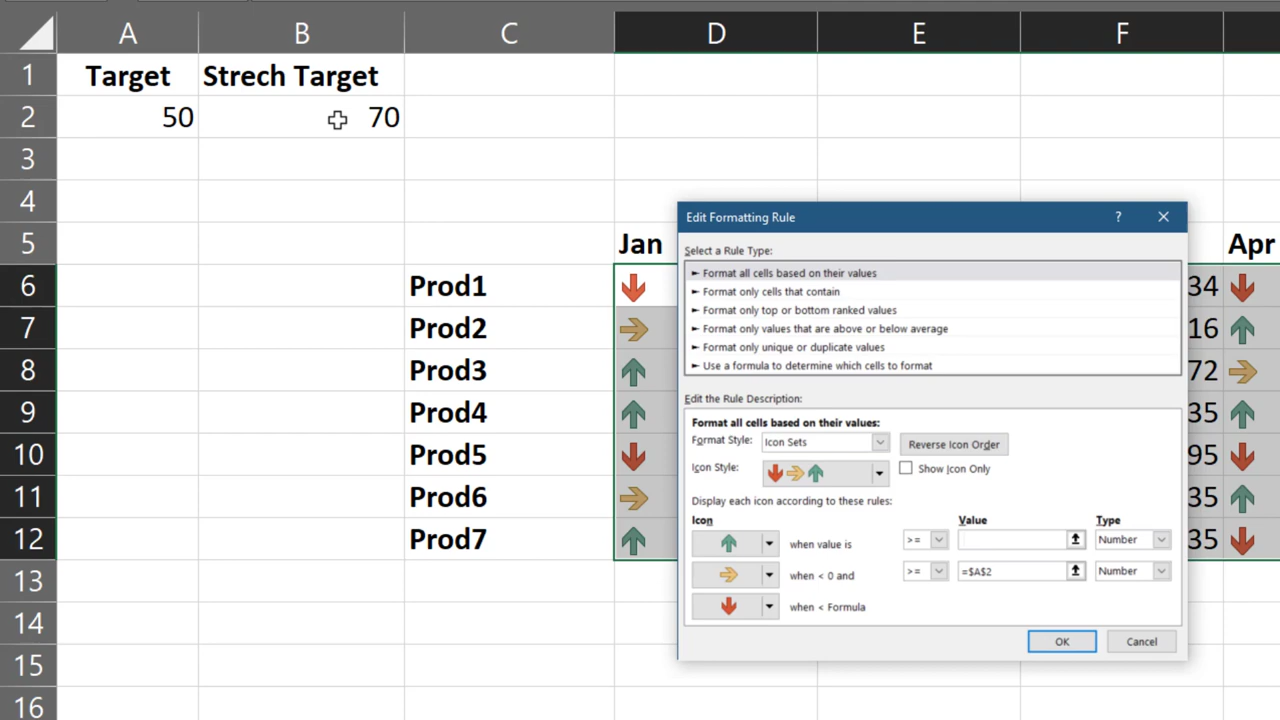 A B C D E F
1 Target Strech Target
2 50 70
3
4
5 Jan Apr
6 Prod1 34
7 Prod2 16
8 Prod3 72
9 Prod4 35
10 Prod5 95
11 Prod6 35
12 Prod7 35
13
14
15
16
Edit Formatting Rule ?
Select a Rule Type:
► Format all cells based on their values
► Format only cells that contain
► Format only top or bottom ranked values
► Format only values that are above or below average
► Format only unique or duplicate values
► Use a formula to determine which cells to format
Edit the Rule Description:
Format all cells based on their values:
Format Style: Icon Sets Reverse Icon Order
Icon Style: Show Icon Only
Display each icon according to these rules:
Icon Value Type
when value is >= Number
when < 0 and >= =$A$2 Number
when < Formula
OK Cancel